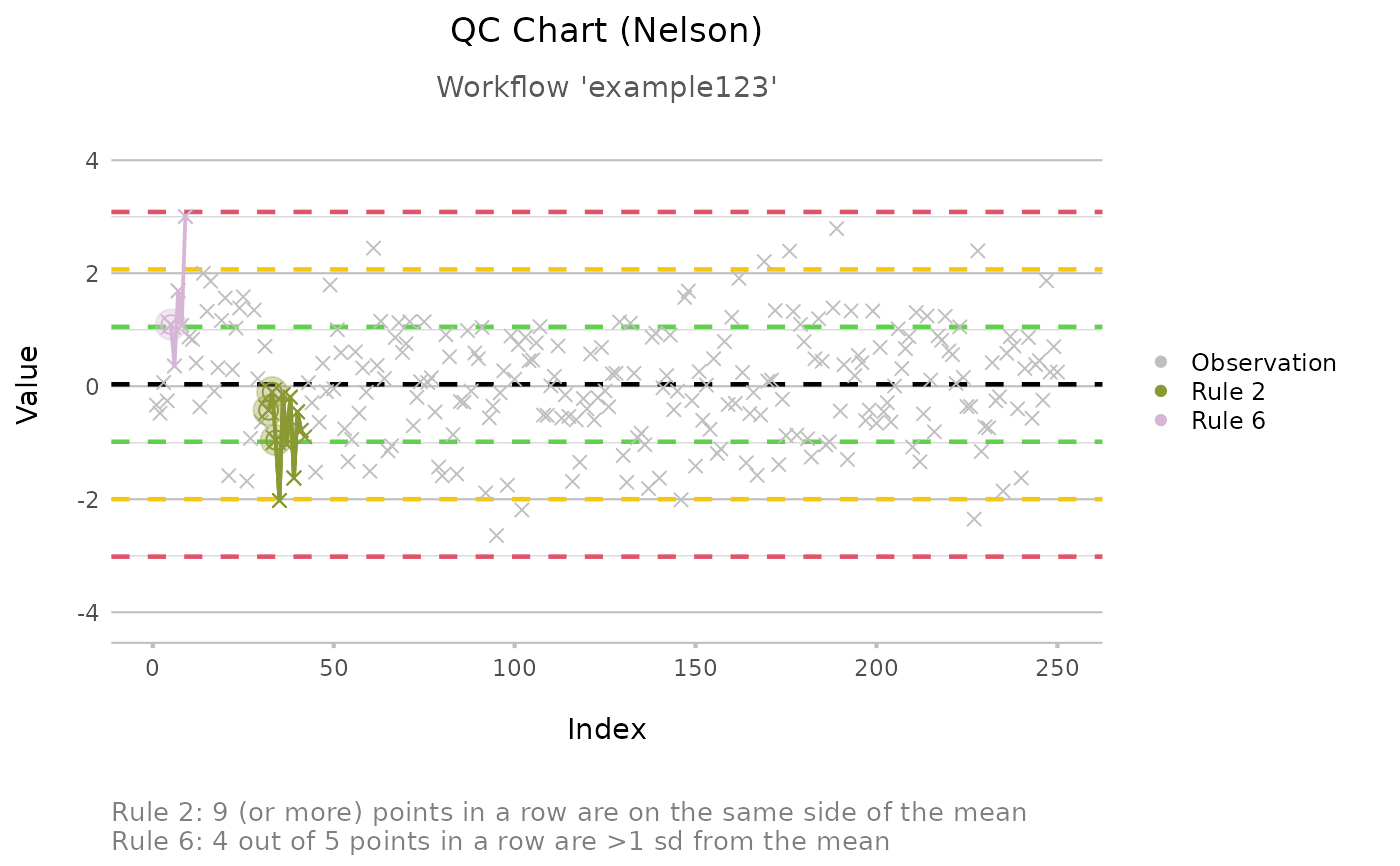 QC Chart (Nelson)
Workflow 'example123'
Value
4
2
0
-2
-4
0 50 100 150 200 250
Index
Observation
Rule 2
Rule 6
Rule 2: 9 (or more) points in a row are on the same side of the mean
Rule 6: 4 out of 5 points in a row are >1 sd from the mean